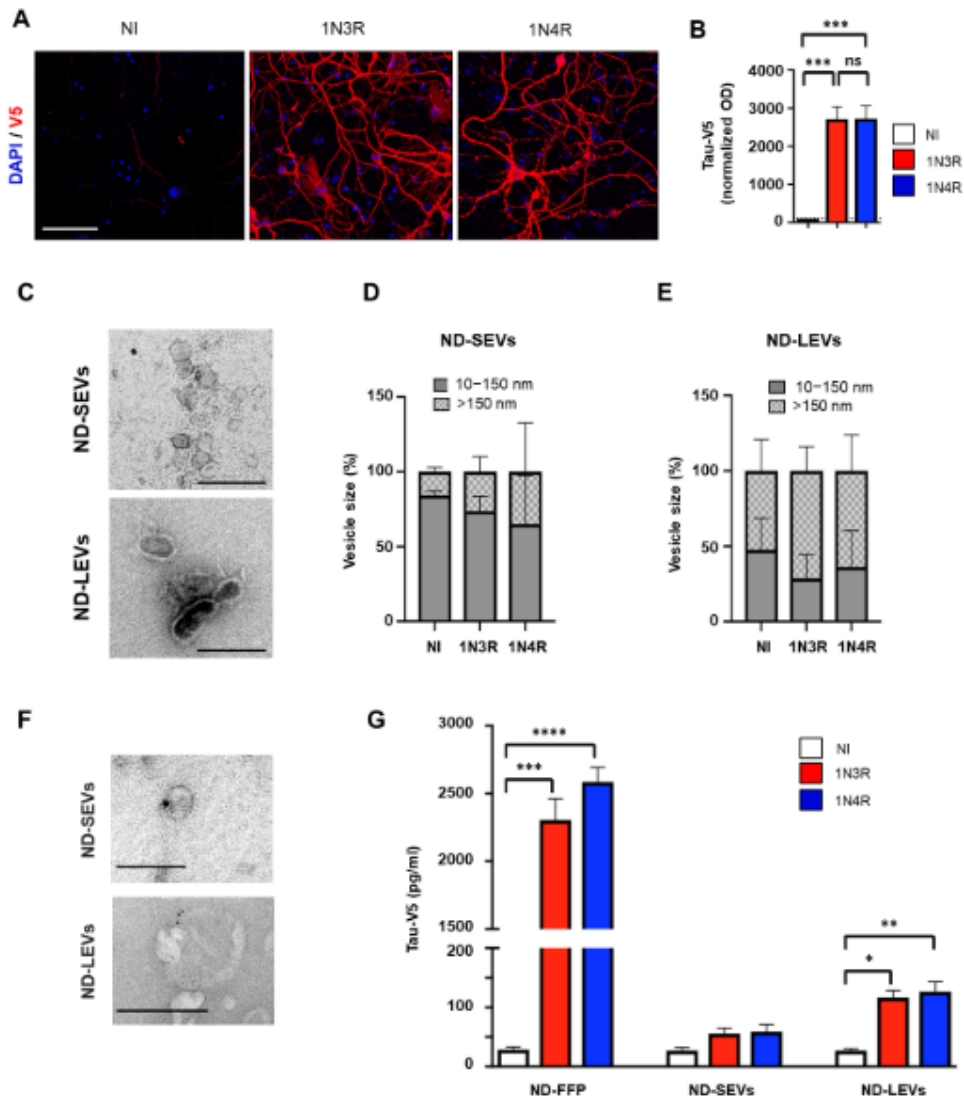 A
NI
1N3R
1N4R
DAPI / V5
B
***
***
ns
Tau-V5
(normalized OD)
4000
3000
2000
1000
0
NI
1N3R
1N4R
C
ND-SEVs
ND-LEVs
D
ND-SEVs
10–150 nm
>150 nm
Vesicle size (%)
150
100
50
0
NI 1N3R 1N4R
E
ND-LEVs
10–150 nm
>150 nm
Vesicle size (%)
150
100
50
0
NI 1N3R 1N4R
F
ND-SEVs
ND-LEVs
G
Tau-V5 (pg/ml)
3000
2500
2000
1500
200
100
0
****
***
**
*
NI
1N3R
1N4R
ND-FFP ND-SEVs ND-LEVs